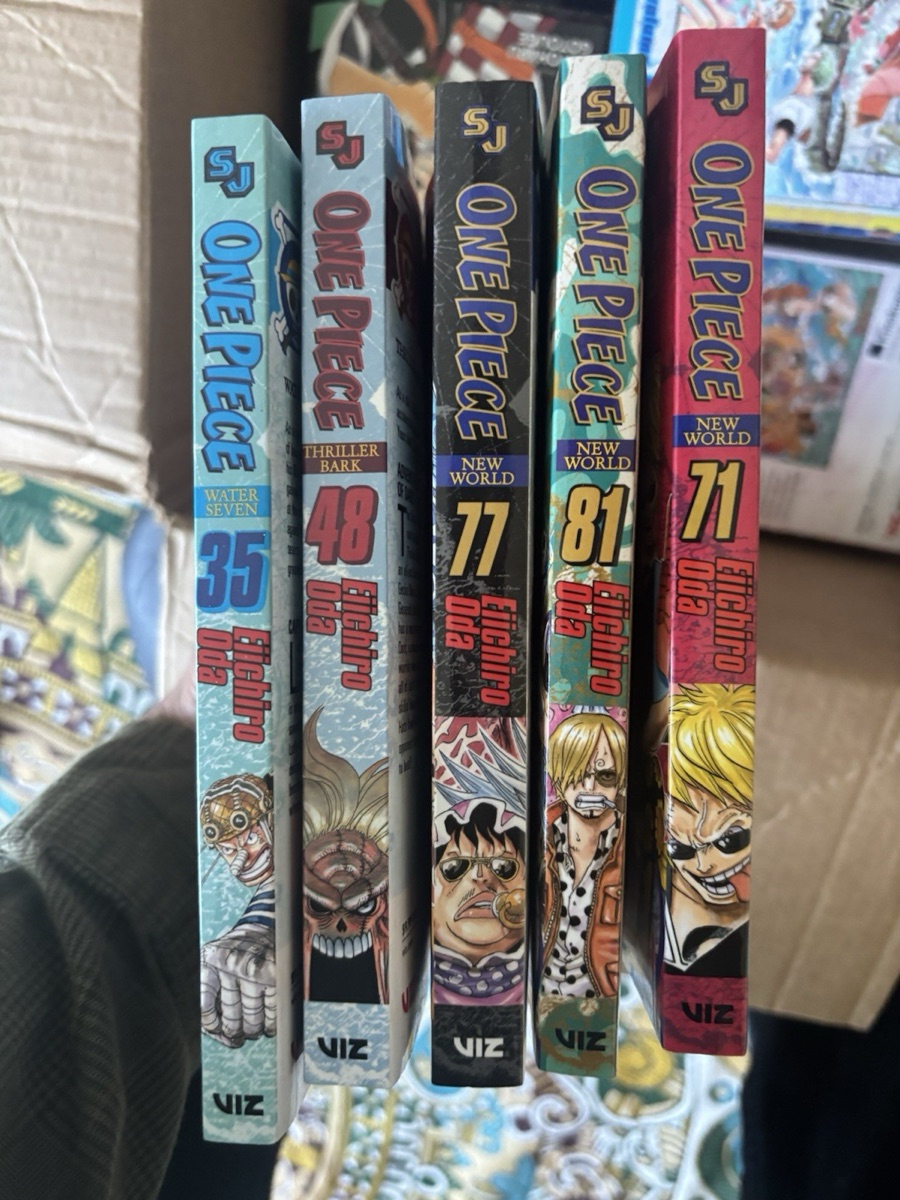 SJ
ONE PIECE
WATER
SEVEN
35
Eiichiro
Oda
VIZ
SJ
ONE PIECE
THRILLER
BARK
48
Eiichiro
Oda
VIZ
SJ
ONE PIECE
NEW
WORLD
77
Eiichiro
Oda
VIZ
SJ
ONE PIECE
NEW
WORLD
81
Eiichiro
Oda
VIZ
SJ
ONE PIECE
NEW
WORLD
71
Eiichiro
Oda
VIZ